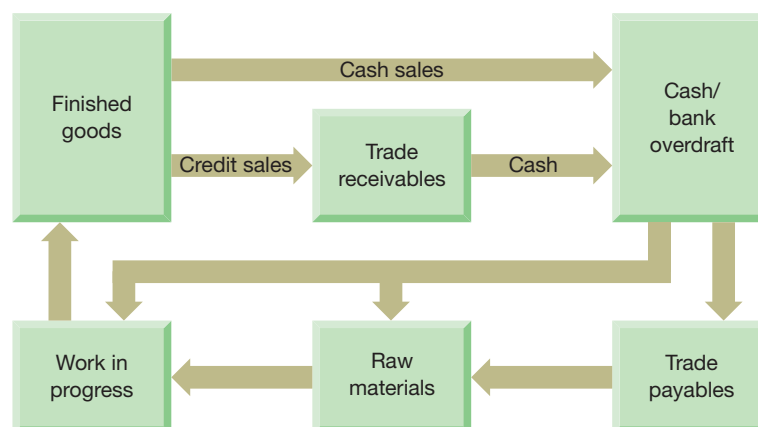 Finished
goods
Cash sales
Cash/
bank
overdraft
Credit sales
Trade
receivables
Cash
Work in
progress
Raw
materials
Trade
payables